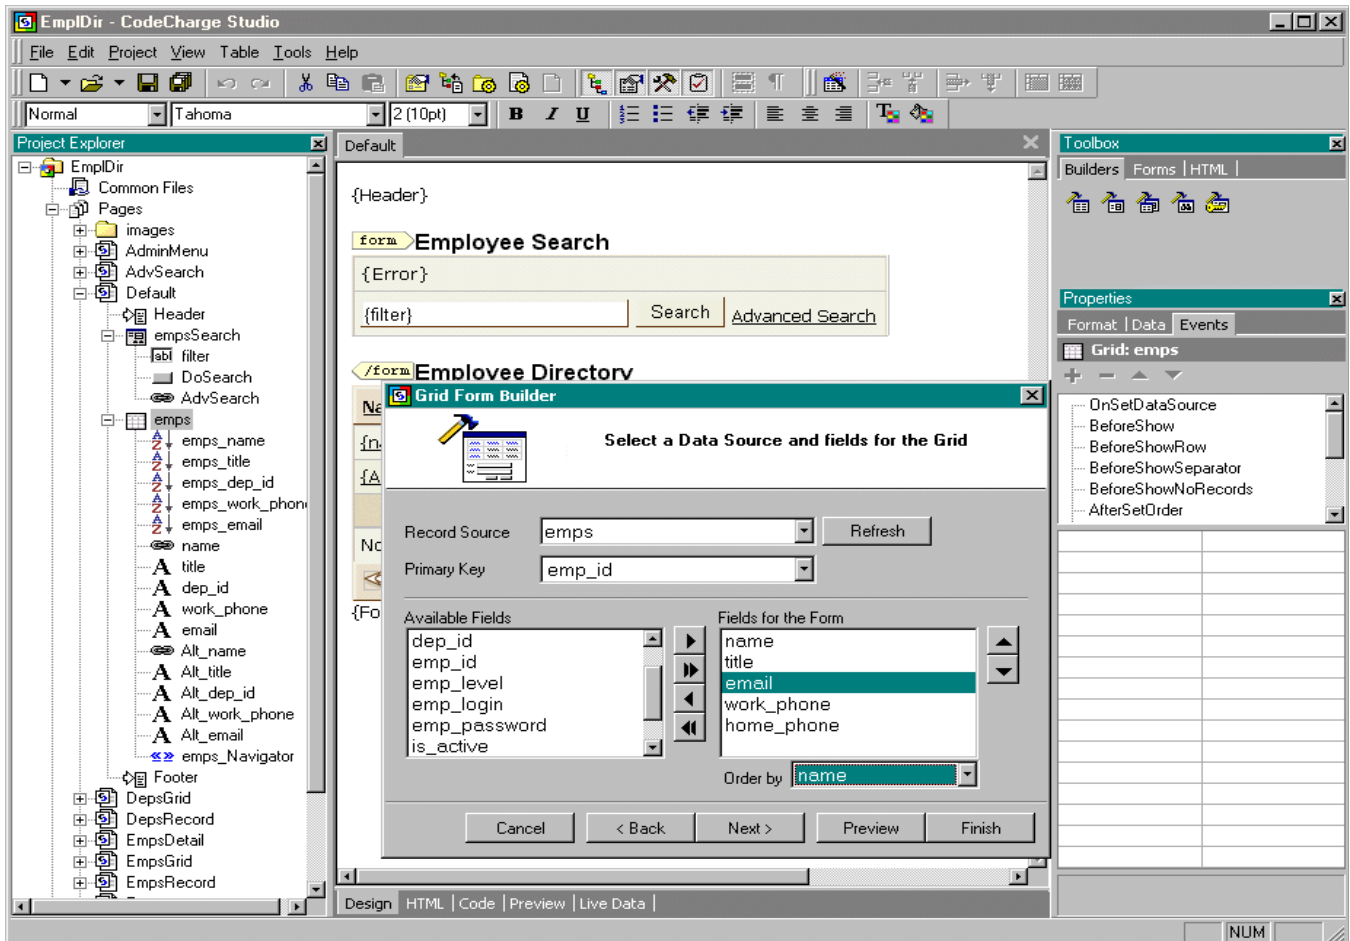 EmplDir - CodeCharge Studio
File Edit Project View Table Tools Help
Normal Tahoma 2 (10pt) B I U
Project Explorer
EmplDir
Common Files
Pages
images
AdminMenu
AdvSearch
Default
Header
empsSearch
filter
DoSearch
AdvSearch
emps
emps_name
emps_title
emps_dep_id
emps_work_phon
emps_email
name
title
dep_id
work_phone
email
Alt_name
Alt_title
Alt_dep_id
Alt_work_phone
Alt_email
emps_Navigator
Footer
DepsGrid
DepsRecord
EmpsDetail
EmpsGrid
EmpsRecord
Default
{Header}
form Employee Search
{Error}
{filter} Search Advanced Search
/form Employee Directory
Na
{n
{A
No
{Fo
Grid Form Builder
Select a Data Source and fields for the Grid
Record Source emps Refresh
Primary Key emp_id
Available Fields
dep_id
emp_id
emp_level
emp_login
emp_password
is_active
Fields for the Form
name
title
email
work_phone
home_phone
Order by name
Cancel < Back Next > Preview Finish
Design HTML Code Preview Live Data
Toolbox
Builders Forms HTML
Properties
Format Data Events
Grid: emps
OnSetDataSource
BeforeShow
BeforeShowRow
BeforeShowSeparator
BeforeShowNoRecords
AfterSetOrder
NUM